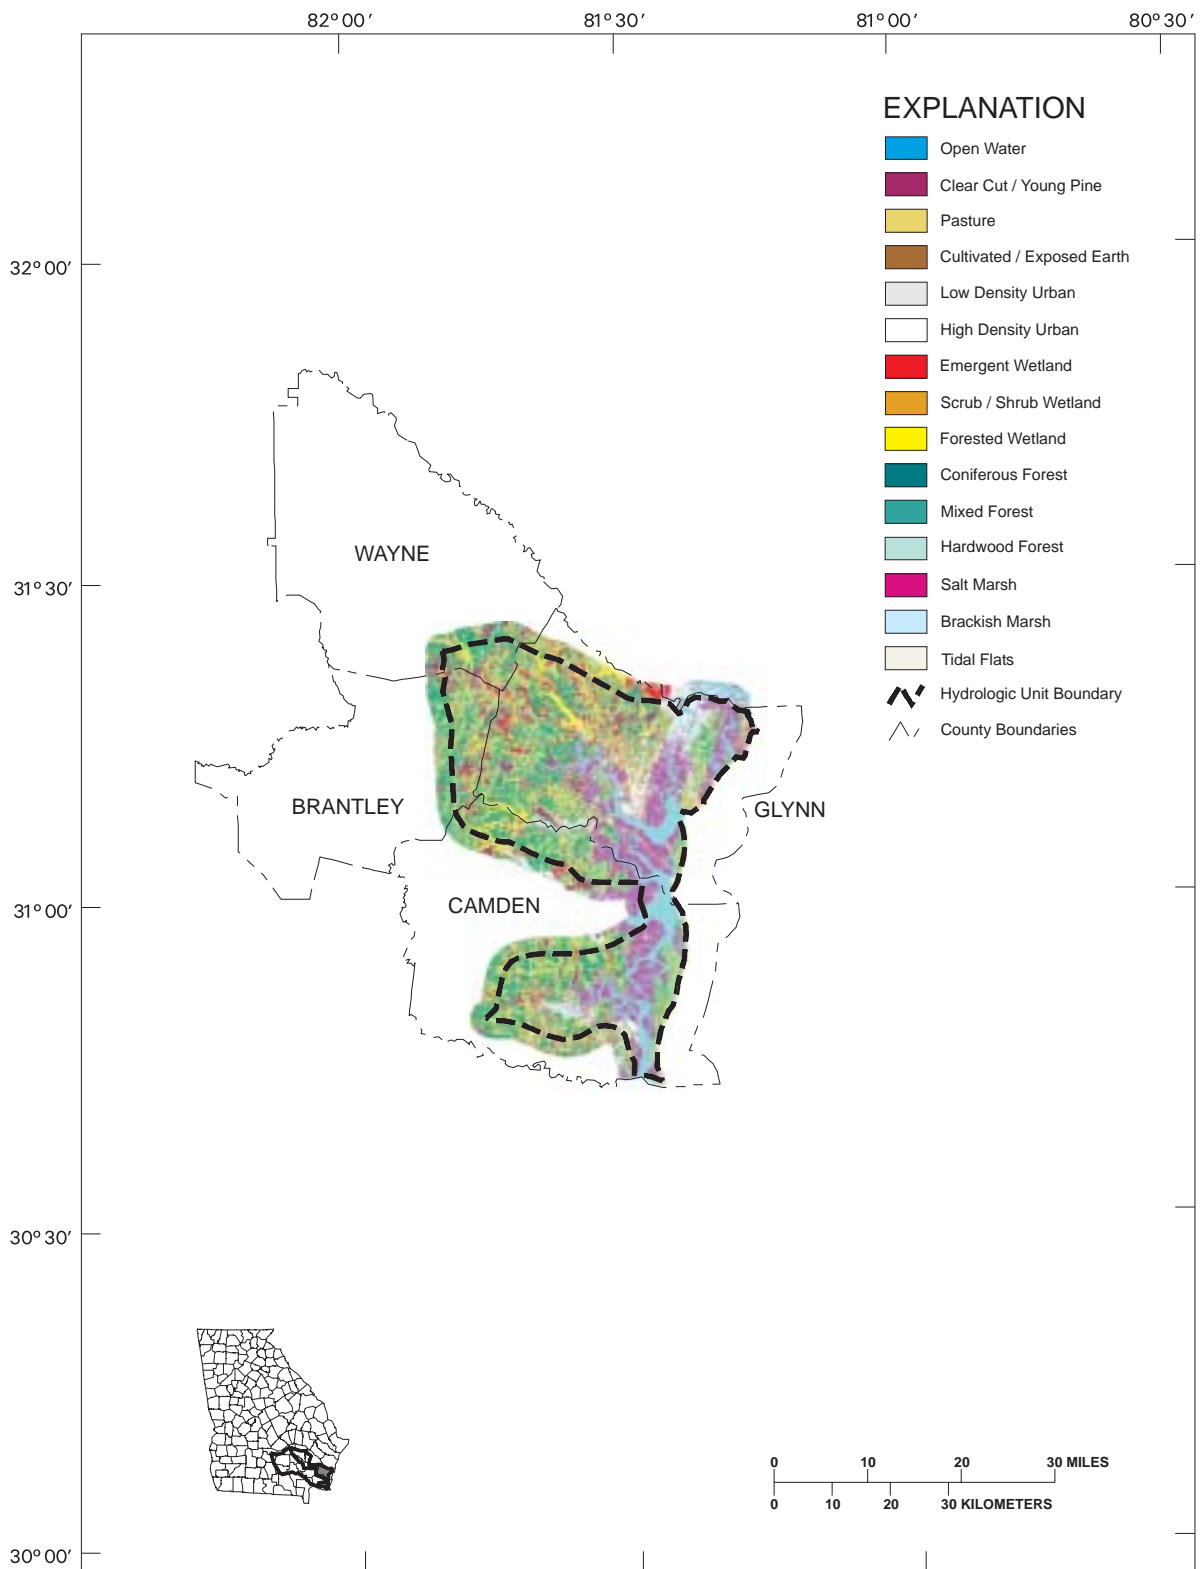 82° 00′ 81° 30′ 81° 00′ 80° 30′
EXPLANATION
Open Water
Clear Cut / Young Pine
Pasture
Cultivated / Exposed Earth
32° 00′
Low Density Urban
High Density Urban
Emergent Wetland
Scrub / Shrub Wetland
Forested Wetland
Coniferous Forest
Mixed Forest
Hardwood Forest
WAYNE
31° 30′
Salt Marsh
Brackish Marsh
Tidal Flats
Hydrologic Unit Boundary
County Boundaries
BRANTLEY
GLYNN
CAMDEN
31° 00′
30° 30′
0 10 20 30 MILES
0 10 20 30 KILOMETERS
30° 00′